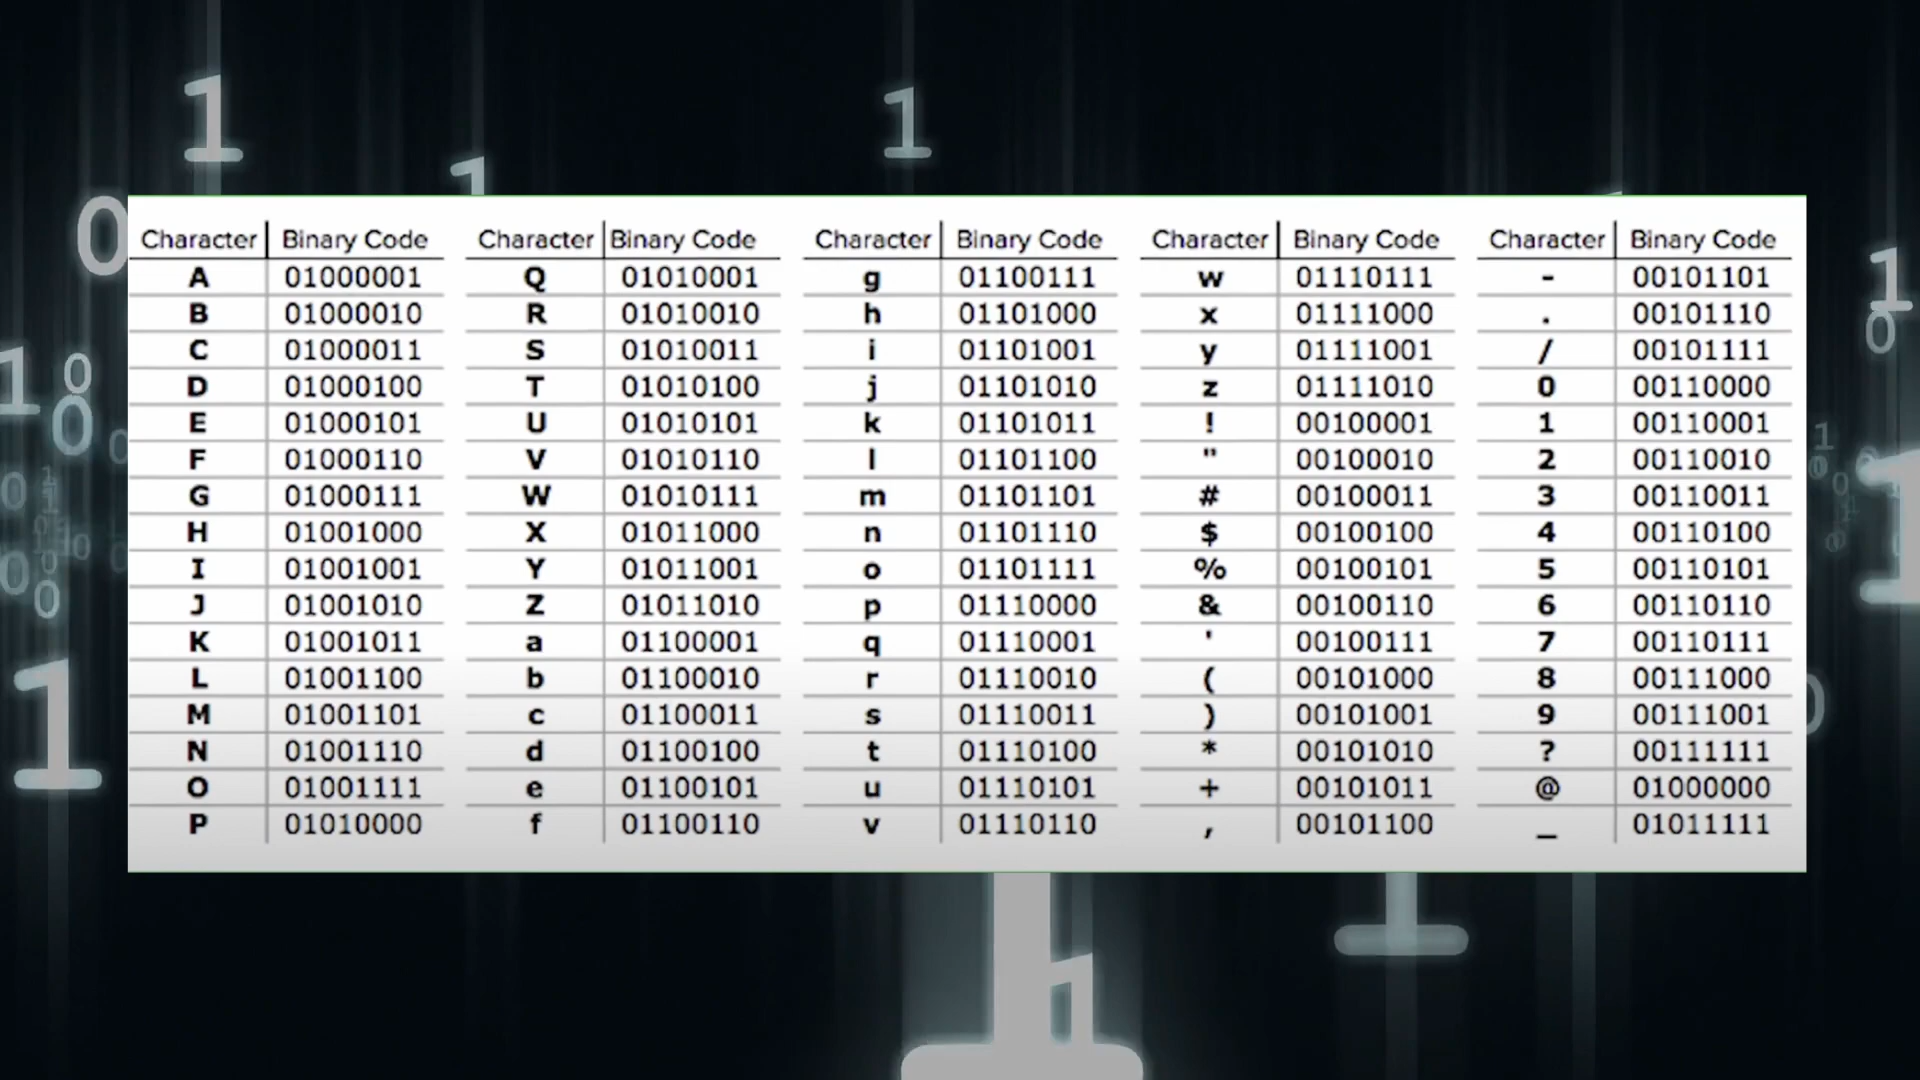 Character Binary Code Character Binary Code Character Binary Code Character Binary Code Character Binary Code
A 01000001 Q 01010001 g 01100111 w 01110111 - 00101101
B 01000010 R 01010010 h 01101000 x 01111000 . 00101110
C 01000011 S 01010011 i 01101001 y 01111001 / 00101111
D 01000100 T 01010100 j 01101010 z 01111010 0 00110000
E 01000101 U 01010101 k 01101011 ! 00100001 1 00110001
F 01000110 V 01010110 l 01101100 " 00100010 2 00110010
G 01000111 W 01010111 m 01101101 # 00100011 3 00110011
H 01001000 X 01011000 n 01101110 $ 00100100 4 00110100
I 01001001 Y 01011001 o 01101111 % 00100101 5 00110101
J 01001010 Z 01011010 p 01110000 & 00100110 6 00110110
K 01001011 a 01100001 q 01110001 ' 00100111 7 00110111
L 01001100 b 01100010 r 01110010 ( 00101000 8 00111000
M 01001101 c 01100011 s 01110011 ) 00101001 9 00111001
N 01001110 d 01100100 t 01110100 * 00101010 ? 00111111
O 01001111 e 01100101 u 01110101 + 00101011 @ 01000000
P 01010000 f 01100110 v 01110110 , 00101100 _ 01011111